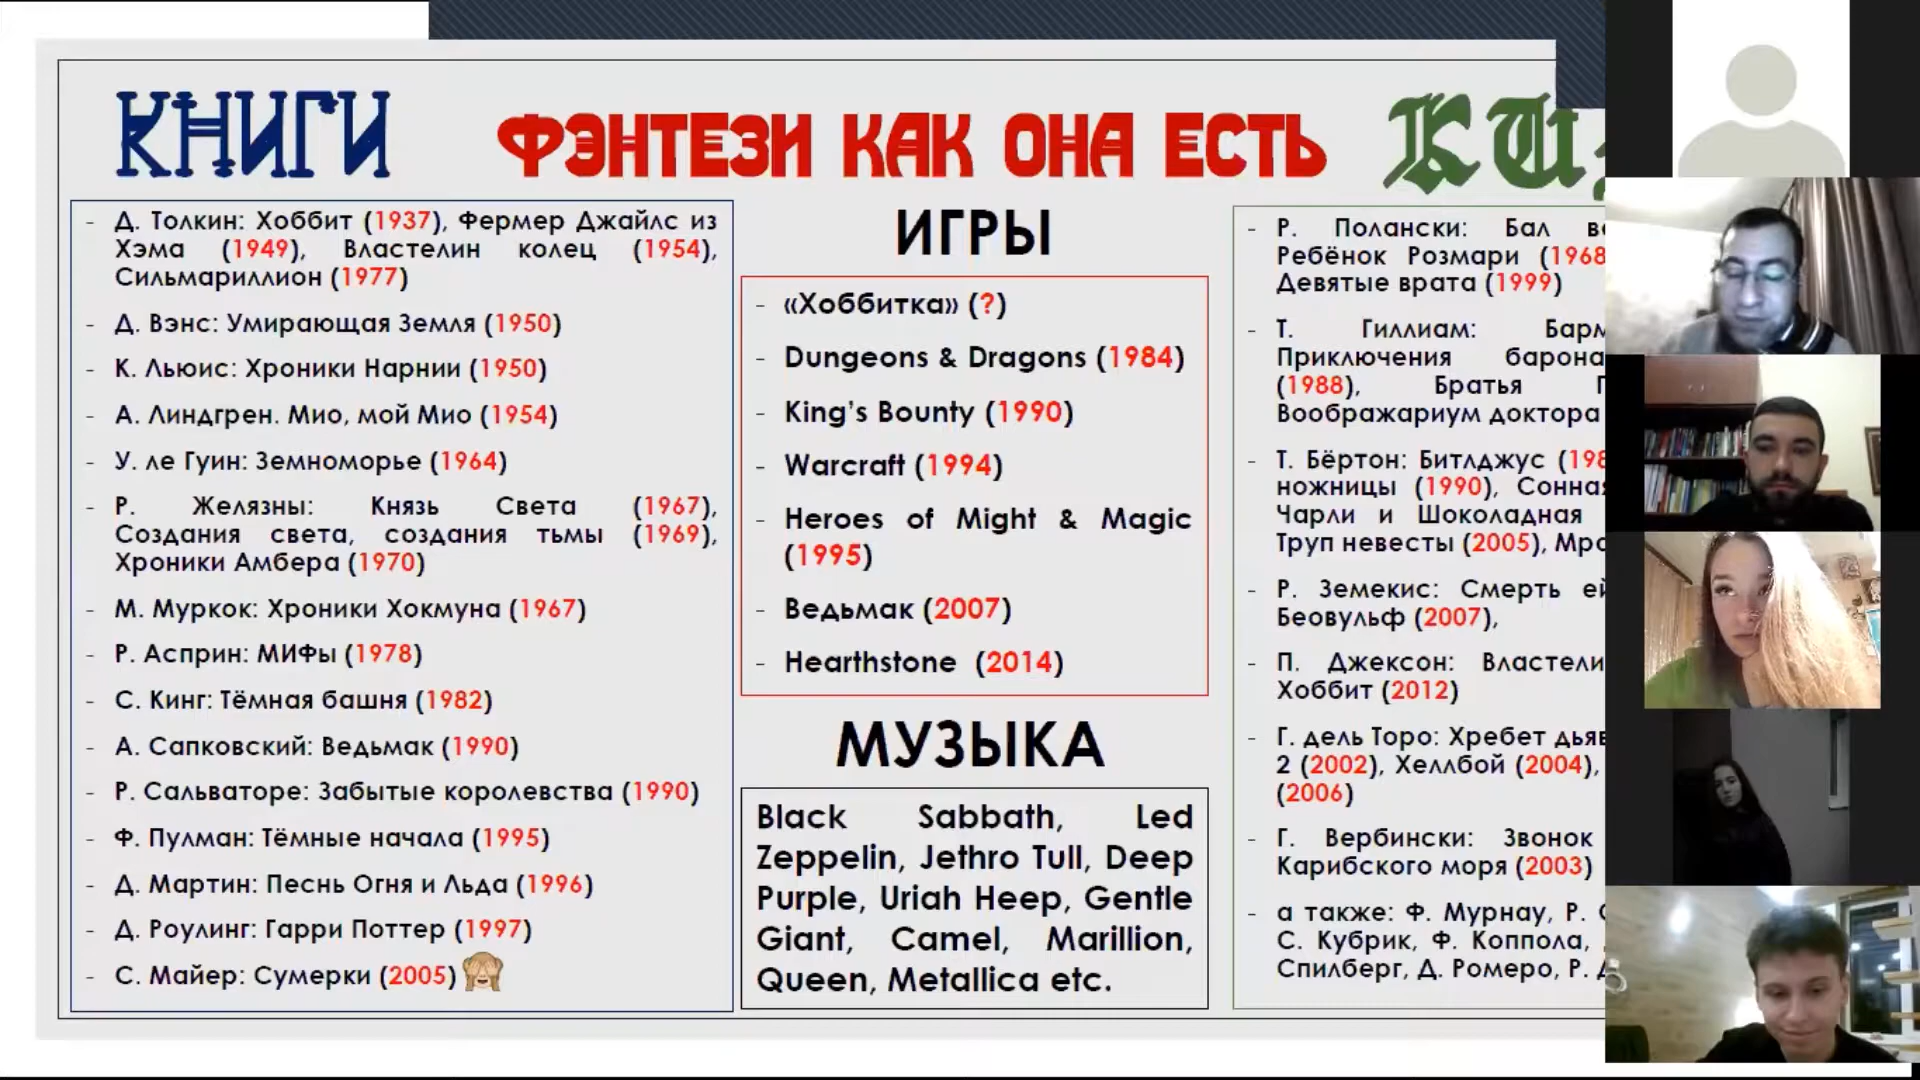 КНИГИ
ФЭНТЕЗИ КАК ОНА ЕСТЬ
- Д. Толкин: Хоббит (1937), Фермер Джайлс из
Хэма (1949), Властелин колец (1954),
Сильмариллион (1977)
- Д. Вэнс: Умирающая Земля (1950)
- К. Льюис: Хроники Нарнии (1950)
- А. Линдгрен. Мио, мой Мио (1954)
- У. ле Гуин: Земноморье (1964)
- Р. Желязны: Князь Света (1967),
Создания света, создания тьмы (1969),
Хроники Амбера (1970)
- М. Муркок: Хроники Хокмуна (1967)
- Р. Асприн: МИФы (1978)
- С. Кинг: Тёмная башня (1982)
- А. Сапковский: Ведьмак (1990)
- Р. Сальваторе: Забытые королевства (1990)
- Ф. Пулман: Тёмные начала (1995)
- Д. Мартин: Песнь Огня и Льда (1996)
- Д. Роулинг: Гарри Поттер (1997)
- С. Майер: Сумерки (2005)
ИГРЫ
- «Хоббитка» (?)
- Dungeons & Dragons (1984)
- King’s Bounty (1990)
- Warcraft (1994)
- Heroes of Might & Magic
(1995)
- Ведьмак (2007)
- Hearthstone (2014)
МУЗЫКА
Black Sabbath, Led
Zeppelin, Jethro Tull, Deep
Purple, Uriah Heep, Gentle
Giant, Camel, Marillion,
Queen, Metallica etc.
- Р. Полански: Бал
Ребёнок Розмари (1968
Девятые врата (1999)
- Т. Гиллиам:
Приключения барона
(1988), Братья
Воображариум доктора
- Т. Бёртон: Битлджус (198
ножницы (1990),
Чарли и Шоколадная
Труп невесты (2005),
- Р. Земекис: Смерть ей
Беовульф (2007),
- П. Джексон:
Хоббит (2012)
- Г. дель Торо: Хребет
2 (2002), Хеллбой (2004),
(2006)
- Г. Вербински: Звонок
Карибского моря (2003)
- а также: Ф. Мурнау, Р.
С. Кубрик, Ф. Коппола,
Спилберг, Д. Ромеро, Р.